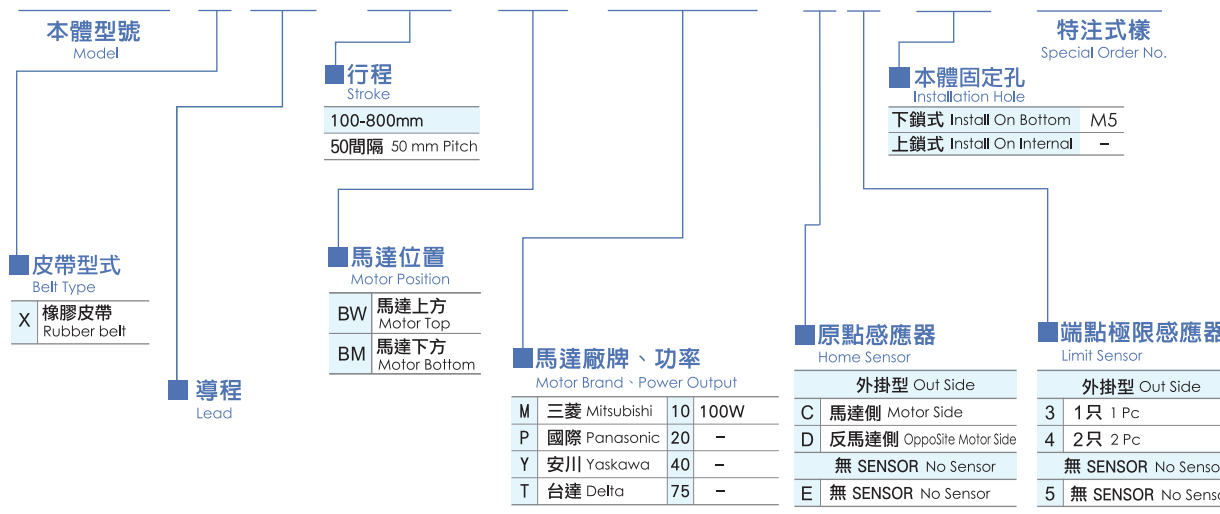 本體型號
Model
特注式樣
Special Order No.
行程
Stroke
100-800mm
50間隔 50 mm Pitch
本體固定孔
Installation Hole
下鎖式 Install On Bottom M5
上鎖式 Install On Internal –
皮帶型式
Belt Type
X 橡膠皮帶
Rubber belt
導程
Lead
馬達位置
Motor Position
BW 馬達上方
Motor Top
BM 馬達下方
Motor Bottom
馬達廠牌、功率
Motor Brand、Power Output
M 三菱 Mitsubishi 10 100W
P 國際 Panasonic 20 –
Y 安川 Yaskawa 40 –
T 台達 Delta 75 –
原點感應器
Home Sensor
外掛型 Out Side
C 馬達側 Motor Side
D 反馬達側 OppoSite Motor Side
無 SENSOR No Sensor
E 無 SENSOR No Sensor
端點極限感應器
Limit Sensor
外掛型 Out Side
3 1只 1 Pc
4 2只 2 Pc
無 SENSOR No Senso
5 無 SENSOR No Senso